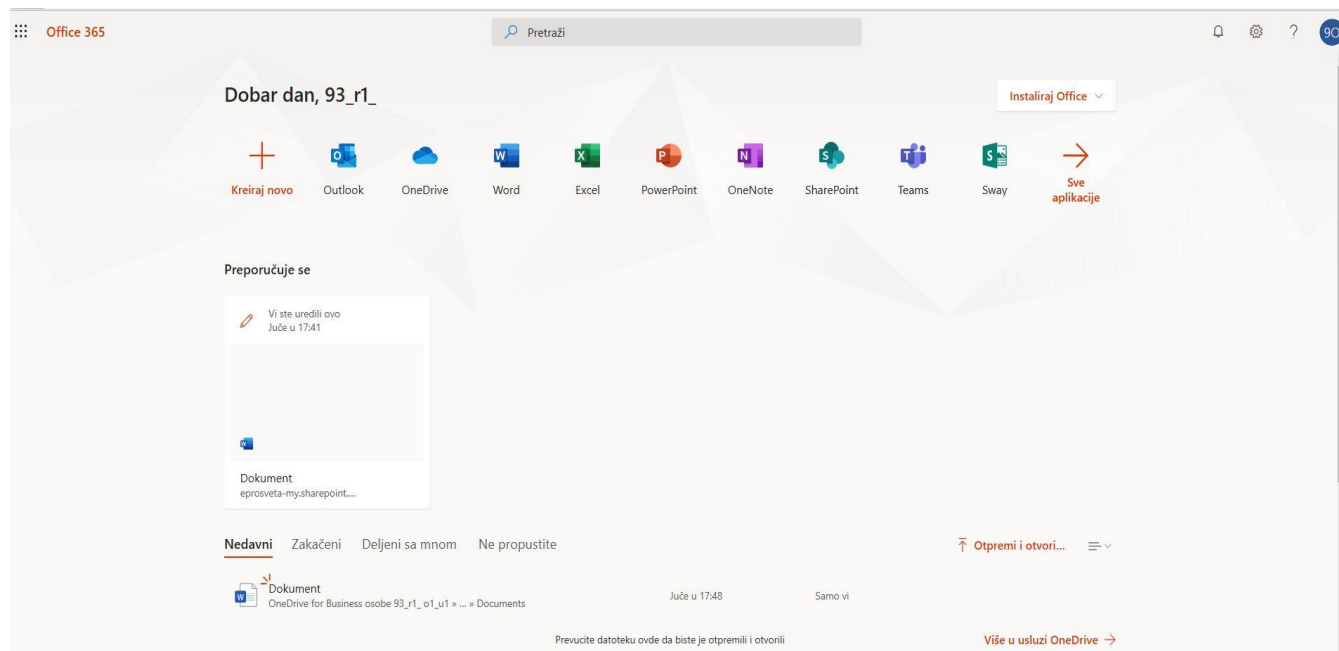 Office 365
Pretraži
9O
Dobar dan, 93_r1_
Instaliraj Office
Kreiraj novo
Outlook
OneDrive
Word
Excel
PowerPoint
OneNote
SharePoint
Teams
Sway
Sve
aplikacije
Preporučuje se
Vi ste uredili ovo
Juče u 17:41
Dokument
eprosveta-my.sharepoint....
Nedavni
Zakačeni
Deljeni sa mnom
Ne propustite
Otpremi i otvori...
Dokument
Juče u 17:48
Samo vi
OneDrive for Business osobe 93_r1_ o1_u1 » ... » Documents
Prevucite datoteku ovde da biste je otpremili i otvorili
Više u usluzi OneDrive